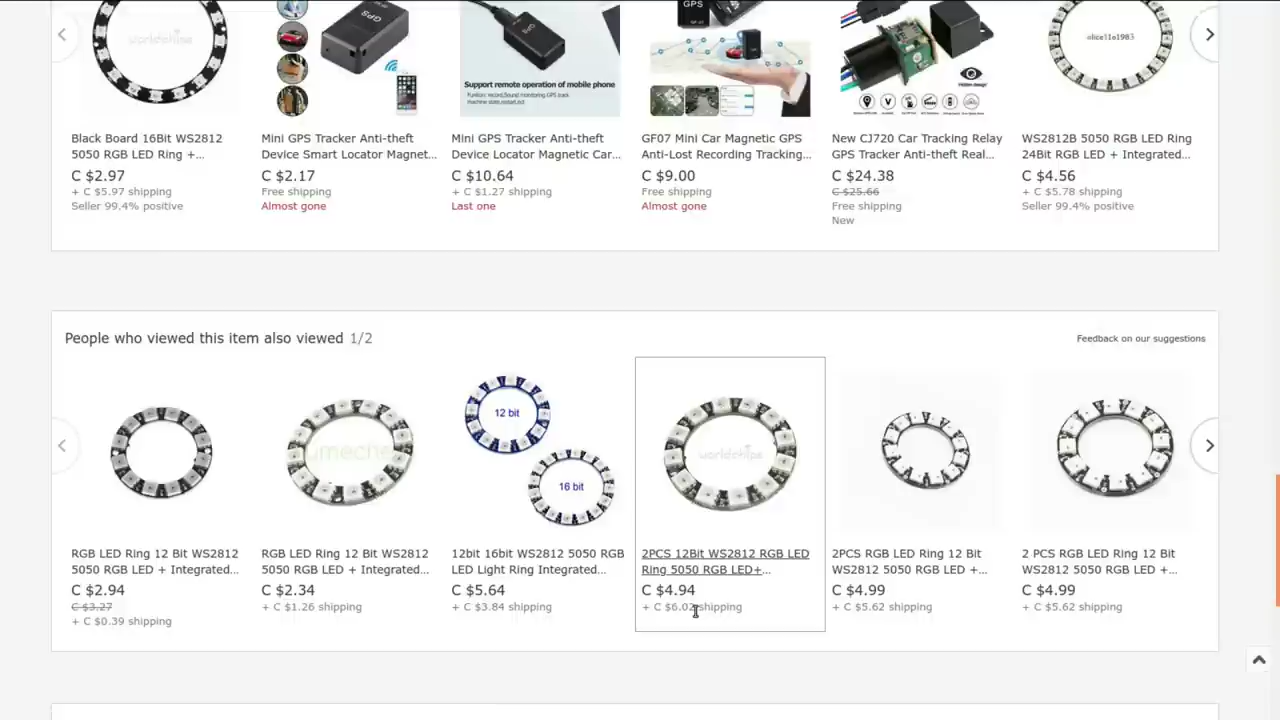 worldchips
GPS
GPS
GPS
alice11o1983
Support remote operation of mobile phone
Black Board 16Bit WS2812
5050 RGB LED Ring +...
C $2.97
+ C $5.97 shipping
Seller 99.4% positive
Mini GPS Tracker Anti-theft
Device Smart Locator Magnet...
C $2.17
Free shipping
Almost gone
Mini GPS Tracker Anti-theft
Device Locator Magnetic Car...
C $10.64
+ C $1.27 shipping
Last one
GF07 Mini Car Magnetic GPS
Anti-Lost Recording Tracking...
C $9.00
Free shipping
Almost gone
New CJ720 Car Tracking Relay
GPS Tracker Anti-theft Real...
C $24.38
C $25.66
Free shipping
New
WS2812B 5050 RGB LED Ring
24Bit RGB LED + Integrated...
C $4.56
+ C $5.78 shipping
Seller 99.4% positive
People who viewed this item also viewed 1/2
Feedback on our suggestions
umeche
12 bit
16 bit
worldchips
RGB LED Ring 12 Bit WS2812
5050 RGB LED + Integrated...
C $2.94
C $3.27
+ C $0.39 shipping
RGB LED Ring 12 Bit WS2812
5050 RGB LED + Integrated...
C $2.34
+ C $1.26 shipping
12bit 16bit WS2812 5050 RGB
LED Light Ring Integrated...
C $5.64
+ C $3.84 shipping
2PCS 12Bit WS2812 RGB LED
Ring 5050 RGB LED+...
C $4.94
+ C $6.02 shipping
2PCS RGB LED Ring 12 Bit
WS2812 5050 RGB LED +...
C $4.99
+ C $5.62 shipping
2 PCS RGB LED Ring 12 Bit
WS2812 5050 RGB LED +...
C $4.99
+ C $5.62 shipping